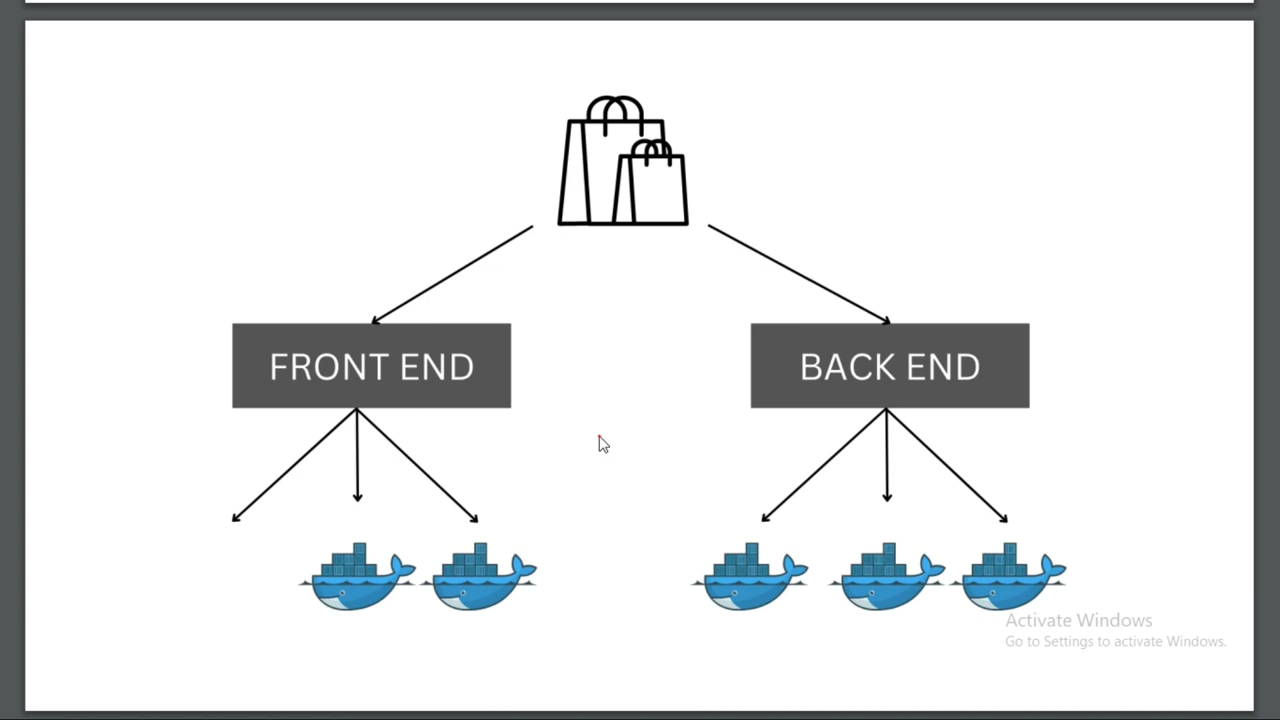 FRONT END
BACK END
Activate Windows
Go to Settings to activate Windows.